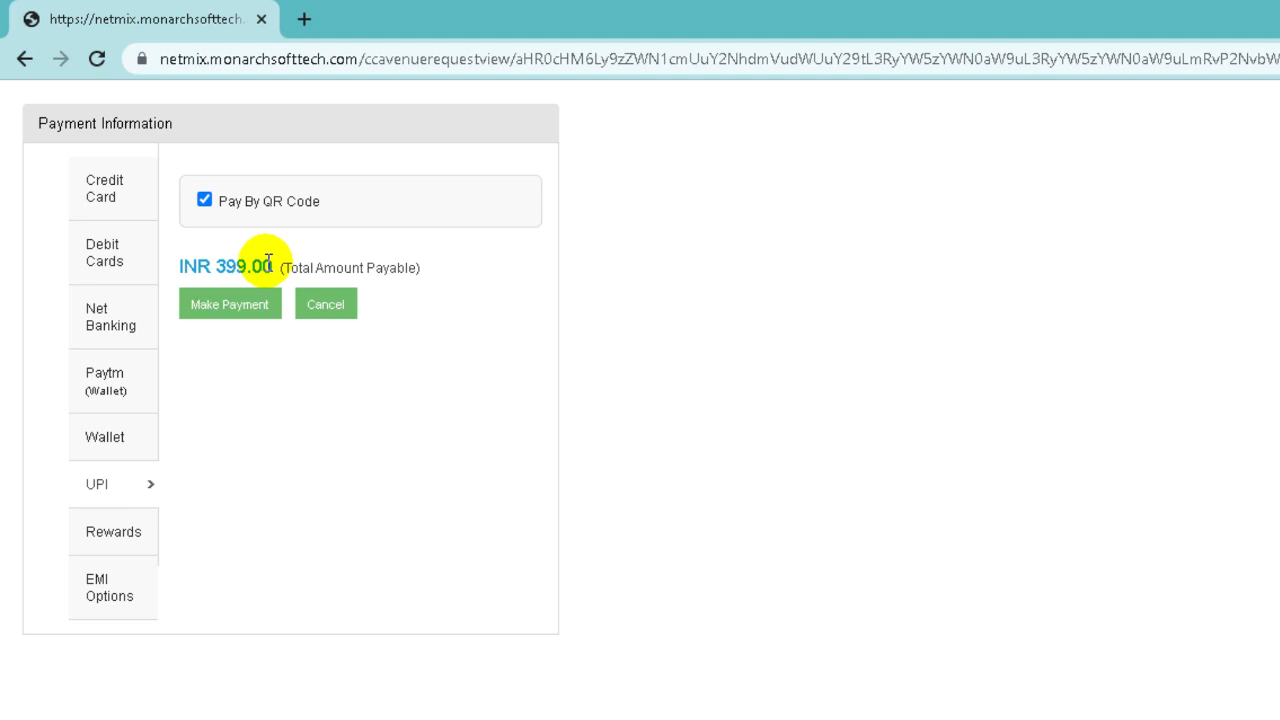 https://netmix.monarchsofttech.
netmix.monarchsofttech.com/ccavenuerequestview/aHR0cHM6Ly9zZWN1cmUuY2NhdmVudWUuY29tL3RyYW5zYWN0aW9uL3RyYW5zYWN0aW9uLmRvP2NvbW
Payment Information
Credit
Card
Debit
Cards
Net
Banking
Paytm
(Wallet)
Wallet
UPI
Rewards
EMI
Options
Pay By QR Code
INR 399.00 (Total Amount Payable)
Make Payment Cancel